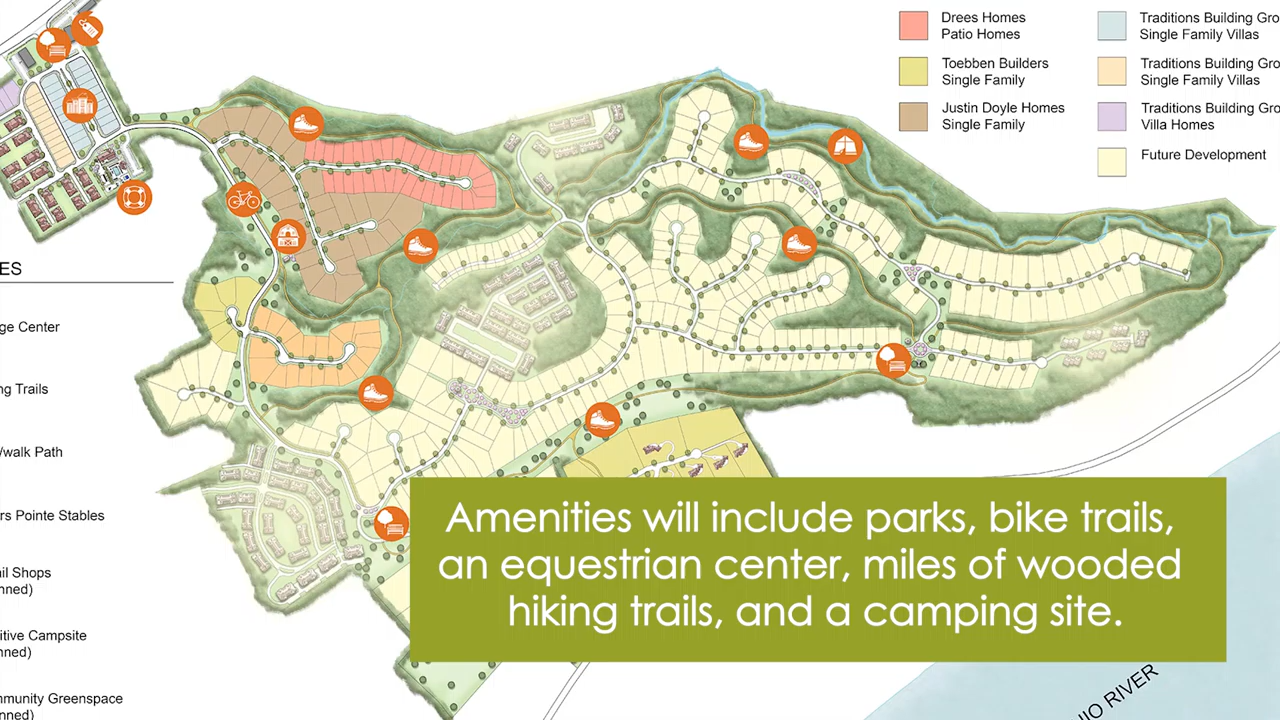 Drees Homes
Patio Homes
Toebben Builders
Single Family
Justin Doyle Homes
Single Family
Traditions Building Gro
Single Family Villas
Traditions Building Gro
Single Family Villas
Traditions Building Gro
Villa Homes
Future Development
ES
ge Center
ng Trails
/walk Path
rs Pointe Stables
ail Shops
nned)
itive Campsite
nned)
mmunity Greenspace
nned)
Amenities will include parks, bike trails,
an equestrian center, miles of wooded
hiking trails, and a camping site.
IO RIVER